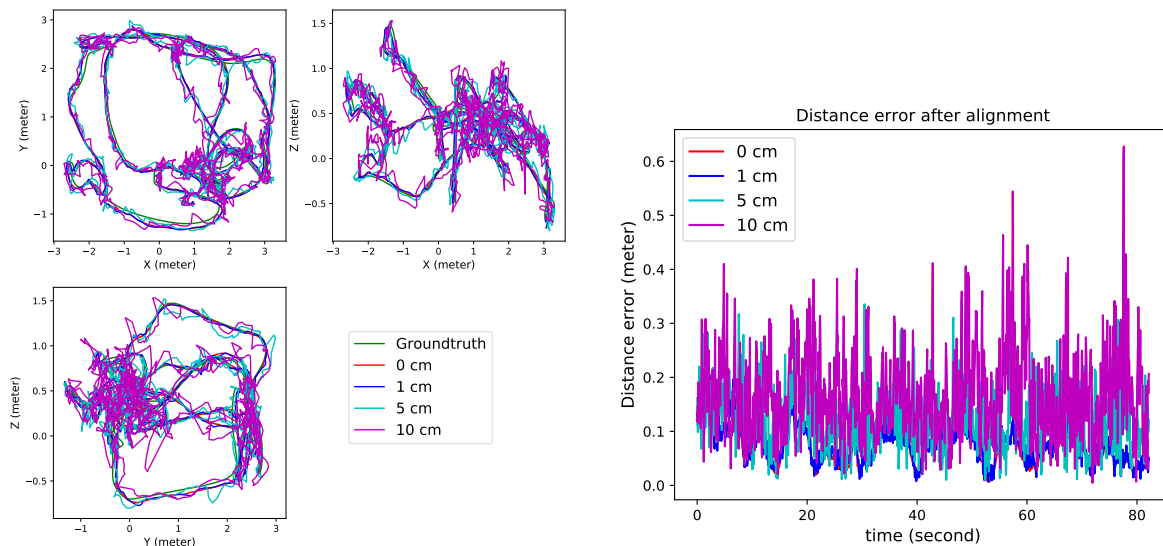 3
2
1
0
−1
Y (meter)
−3 −2 −1 0 1 2 3
X (meter)
1.5
1.0
0.5
0.0
−0.5
Z (meter)
−3 −2 −1 0 1 2 3
X (meter)
1.5
1.0
0.5
0.0
−0.5
Z (meter)
−1 0 1 2 3
Y (meter)
Groundtruth
0 cm
1 cm
5 cm
10 cm
Distance error after alignment
0 cm
1 cm
5 cm
10 cm
0.6
0.5
0.4
0.3
0.2
0.1
0.0
Distance error (meter)
0 20 40 60 80
time (second)